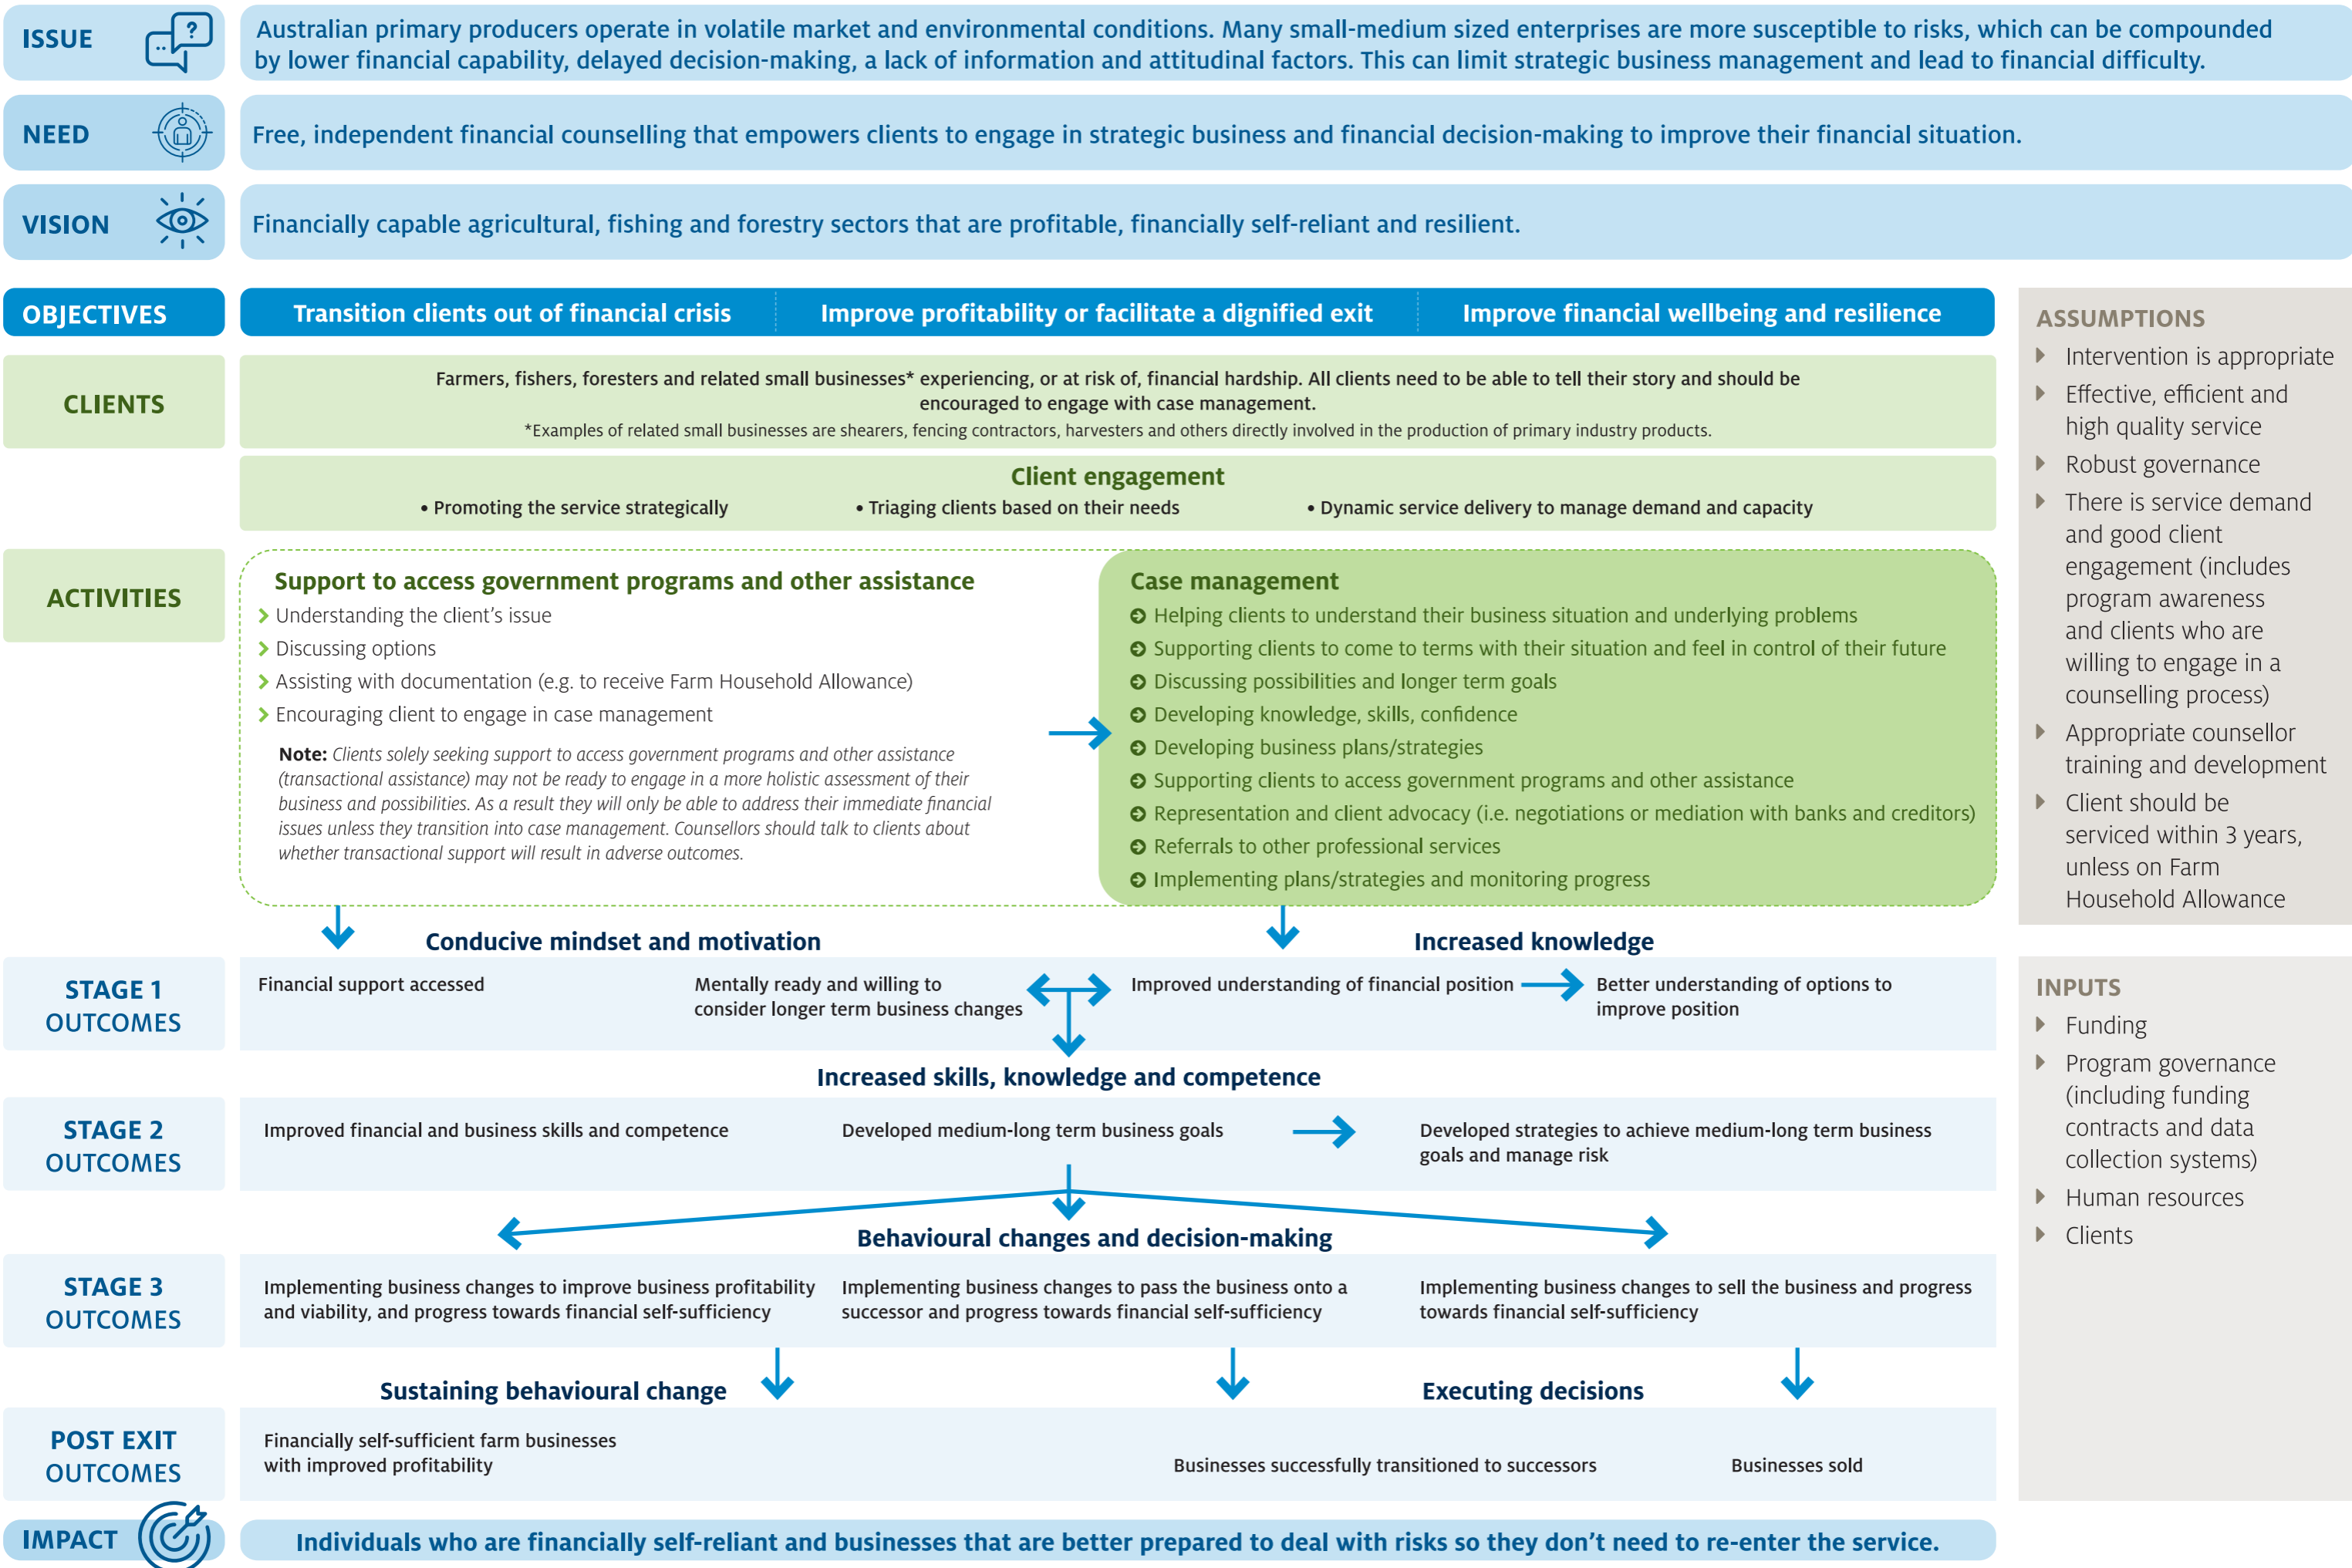 ISSUE
Australian primary producers operate in volatile market and environmental conditions. Many small-medium sized enterprises are more susceptible to risks, which can be compounded
by lower financial capability, delayed decision-making, a lack of information and attitudinal factors. This can limit strategic business management and lead to financial difficulty.
NEED
Free, independent financial counselling that empowers clients to engage in strategic business and financial decision-making to improve their financial situation.
VISION
Financially capable agricultural, fishing and forestry sectors that are profitable, financially self-reliant and resilient.
OBJECTIVES
Transition clients out of financial crisis
Improve profitability or facilitate a dignified exit
Improve financial wellbeing and resilience
CLIENTS
Farmers, fishers, foresters and related small businesses* experiencing, or at risk of, financial hardship. All clients need to be able to tell their story and should be
encouraged to engage with case management.
*Examples of related small businesses are shearers, fencing contractors, harvesters and others directly involved in the production of primary industry products.
Client engagement
• Promoting the service strategically
• Triaging clients based on their needs
• Dynamic service delivery to manage demand and capacity
ACTIVITIES
Support to access government programs and other assistance
Understanding the client's issue
Discussing options
Assisting with documentation (e.g. to receive Farm Household Allowance)
Encouraging client to engage in case management
Note: Clients solely seeking support to access government programs and other assistance
(transactional assistance) may not be ready to engage in a more holistic assessment of their
business and possibilities. As a result they will only be able to address their immediate financial
issues unless they transition into case management. Counsellors should talk to clients about
whether transactional support will result in adverse outcomes.
Case management
Helping clients to understand their business situation and underlying problems
Supporting clients to come to terms with their situation and feel in control of their future
Discussing possibilities and longer term goals
Developing knowledge, skills, confidence
Developing business plans/strategies
Supporting clients to access government programs and other assistance
Representation and client advocacy (i.e. negotiations or mediation with banks and creditors)
Referrals to other professional services
Implementing plans/strategies and monitoring progress
Conducive mindset and motivation
Increased knowledge
STAGE 1
OUTCOMES
Financial support accessed
Mentally ready and willing to
consider longer term business changes
Improved understanding of financial position
Better understanding of options to
improve position
Increased skills, knowledge and competence
STAGE 2
OUTCOMES
Improved financial and business skills and competence
Developed medium-long term business goals
Developed strategies to achieve medium-long term business
goals and manage risk
Behavioural changes and decision-making
STAGE 3
OUTCOMES
Implementing business changes to improve business profitability
and viability, and progress towards financial self-sufficiency
Implementing business changes to pass the business onto a
successor and progress towards financial self-sufficiency
Implementing business changes to sell the business and progress
towards financial self-sufficiency
Sustaining behavioural change
Executing decisions
POST EXIT
OUTCOMES
Financially self-sufficient farm businesses
with improved profitability
Businesses successfully transitioned to successors
Businesses sold
IMPACT
Individuals who are financially self-reliant and businesses that are better prepared to deal with risks so they don't need to re-enter the service.
ASSUMPTIONS
Intervention is appropriate
Effective, efficient and
high quality service
Robust governance
There is service demand
and good client
engagement (includes
program awareness
and clients who are
willing to engage in a
counselling process)
Appropriate counsellor
training and development
Client should be
serviced within 3 years,
unless on Farm
Household Allowance
INPUTS
Funding
Program governance
(including funding
contracts and data
collection systems)
Human resources
Clients